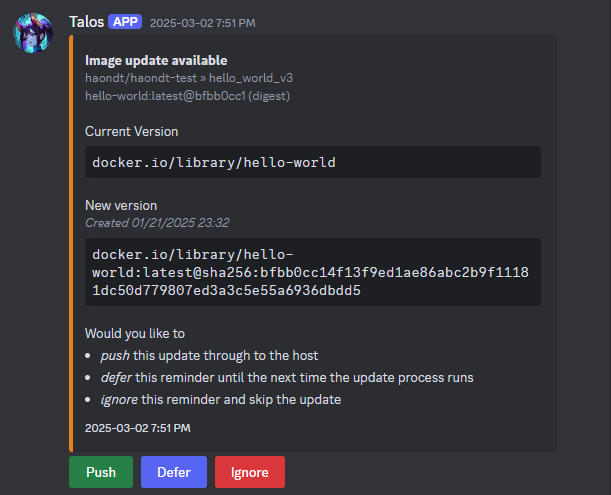 Talos APP 2025-03-02 7:51 PM
Image update available
haondt/haondt-test » hello_world_v3
hello-world:latest@bfbb0cc1 (digest)
Current Version
docker.io/library/hello-world
New version
Created 01/21/2025 23:32
docker.io/library/hello-
world:latest@sha256:bfbb0cc14f13f9ed1ae86abc2b9f1118
1dc50d779807ed3a3c5e55a6936dbdd5
Would you like to
• push this update through to the host
• defer this reminder until the next time the update process runs
• ignore this reminder and skip the update
2025-03-02 7:51 PM
Push Defer Ignore